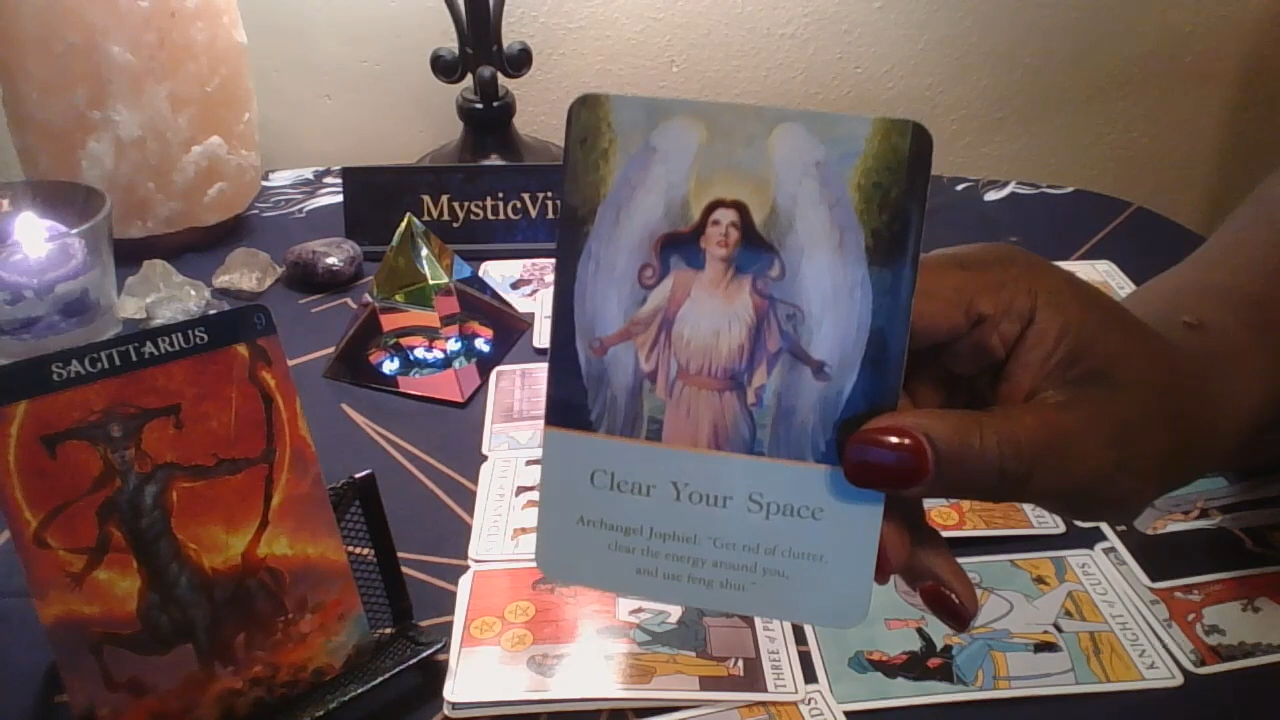 MysticVi
SAGITTARIUS
9
Clear Your Space
Archangel Jophiel: "Get rid of clutter,
clear the energy around you,
and use feng shui."
THREE of PE
KNIGHT of CUPS